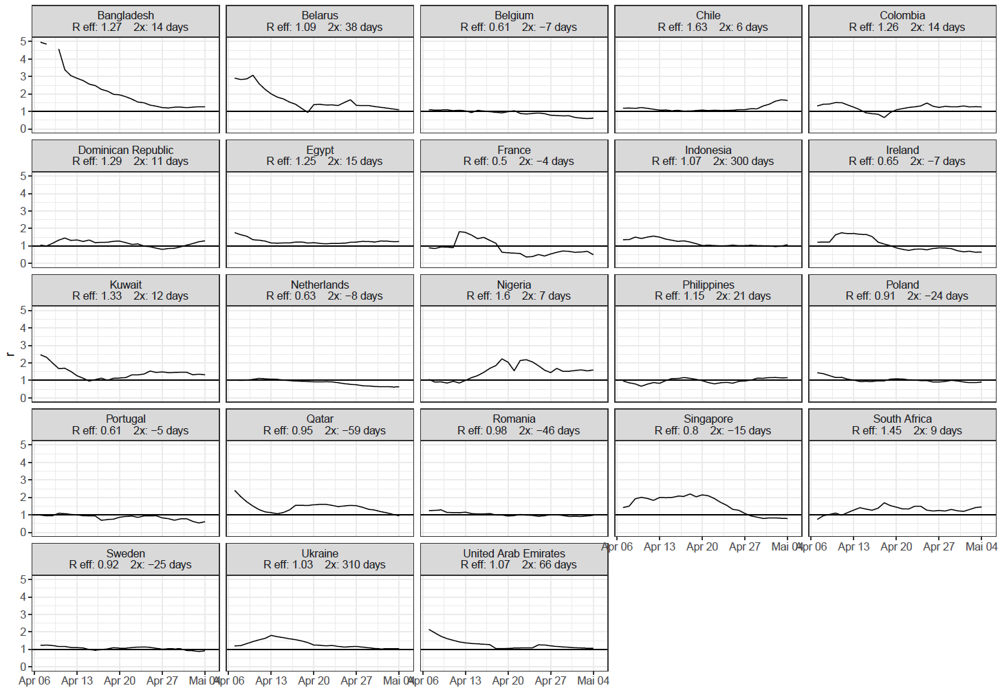 Bangladesh
R eff: 1.27 2x: 14 days
Belarus
R eff: 1.09 2x: 38 days
Belgium
R eff: 0.61 2x: −7 days
Chile
R eff: 1.63 2x: 6 days
Colombia
R eff: 1.26 2x: 14 days
5
4
3
2
1
0
Dominican Republic
R eff: 1.29 2x: 11 days
Egypt
R eff: 1.25 2x: 15 days
France
R eff: 0.5 2x: −4 days
Indonesia
R eff: 1.07 2x: 300 days
Ireland
R eff: 0.65 2x: −7 days
5
4
3
2
1
0
Kuwait
R eff: 1.33 2x: 12 days
Netherlands
R eff: 0.63 2x: −8 days
Nigeria
R eff: 1.6 2x: 7 days
Philippines
R eff: 1.15 2x: 21 days
Poland
R eff: 0.91 2x: −24 days
5
4
3
2
1
0
r
Portugal
R eff: 0.61 2x: −5 days
Qatar
R eff: 0.95 2x: −59 days
Romania
R eff: 0.98 2x: −46 days
Singapore
R eff: 0.8 2x: −15 days
South Africa
R eff: 1.45 2x: 9 days
5
4
3
2
1
0
Apr 06 Apr 13 Apr 20 Apr 27 Mai 04
Apr 06 Apr 13 Apr 20 Apr 27 Mai 04
Sweden
R eff: 0.92 2x: −25 days
Ukraine
R eff: 1.03 2x: 310 days
United Arab Emirates
R eff: 1.07 2x: 66 days
5
4
3
2
1
0
Apr 06 Apr 13 Apr 20 Apr 27 Mai 04
Apr 06 Apr 13 Apr 20 Apr 27 Mai 04
Apr 06 Apr 13 Apr 20 Apr 27 Mai 04